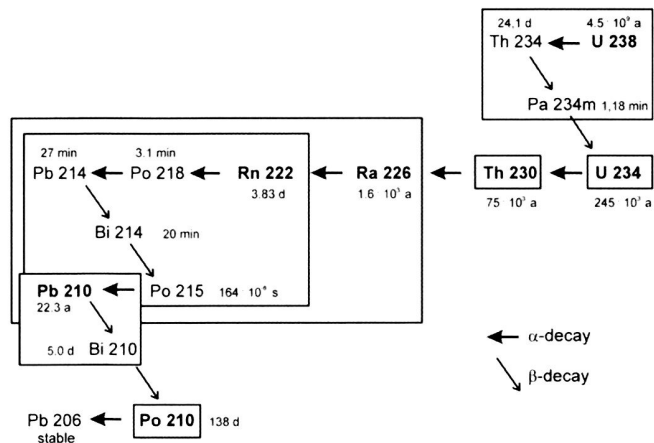 24,1 d 4.5 · 10⁹ a
Th 234 U 238
Pa 234m 1,18 min
27 min 3.1 min
Pb 214 Po 218 Rn 222 Ra 226 Th 230 U 234
3.83 d 1.6 · 10³ a 75 · 10³ a 245 · 10³ a
Bi 214 20 min
Pb 210 Po 215 164 · 10⁻⁶ s
22.3 a
5.0 d Bi 210
α-decay
β-decay
Pb 206 Po 210 138 d
stable